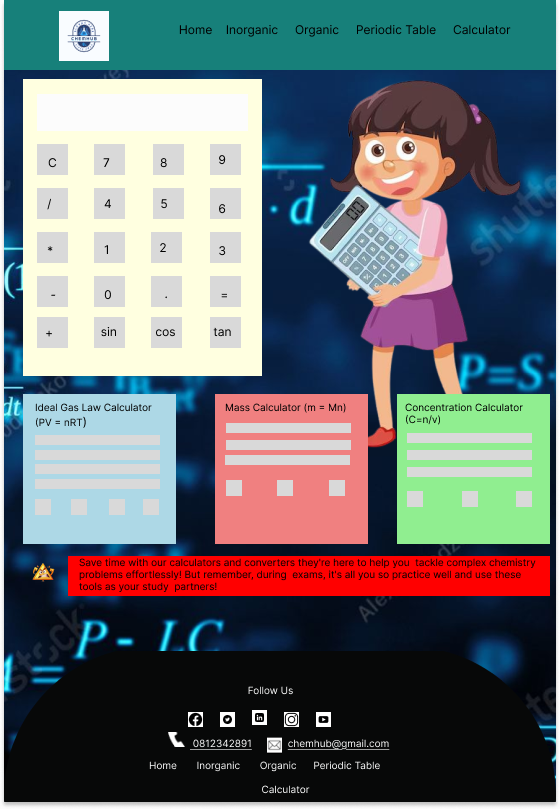 CHEMHUB
Home Inorganic Organic Periodic Table Calculator
C 7 8 9
/ 4 5 6
* 1 2 3
- 0 . =
+ sin cos tan
· d
P=S·
Ideal Gas Law Calculator
(PV = nRT)
Mass Calculator (m = Mn)
Concentration Calculator
(C=n/v)
Save time with our calculators and converters they're here to help you tackle complex chemistry
problems effortlessly! But remember, during exams, it's all you so practice well and use these
tools as your study partners!
P - LC
Follow Us
0812342891 chemhub@gmail.com
Home Inorganic Organic Periodic Table
Calculator